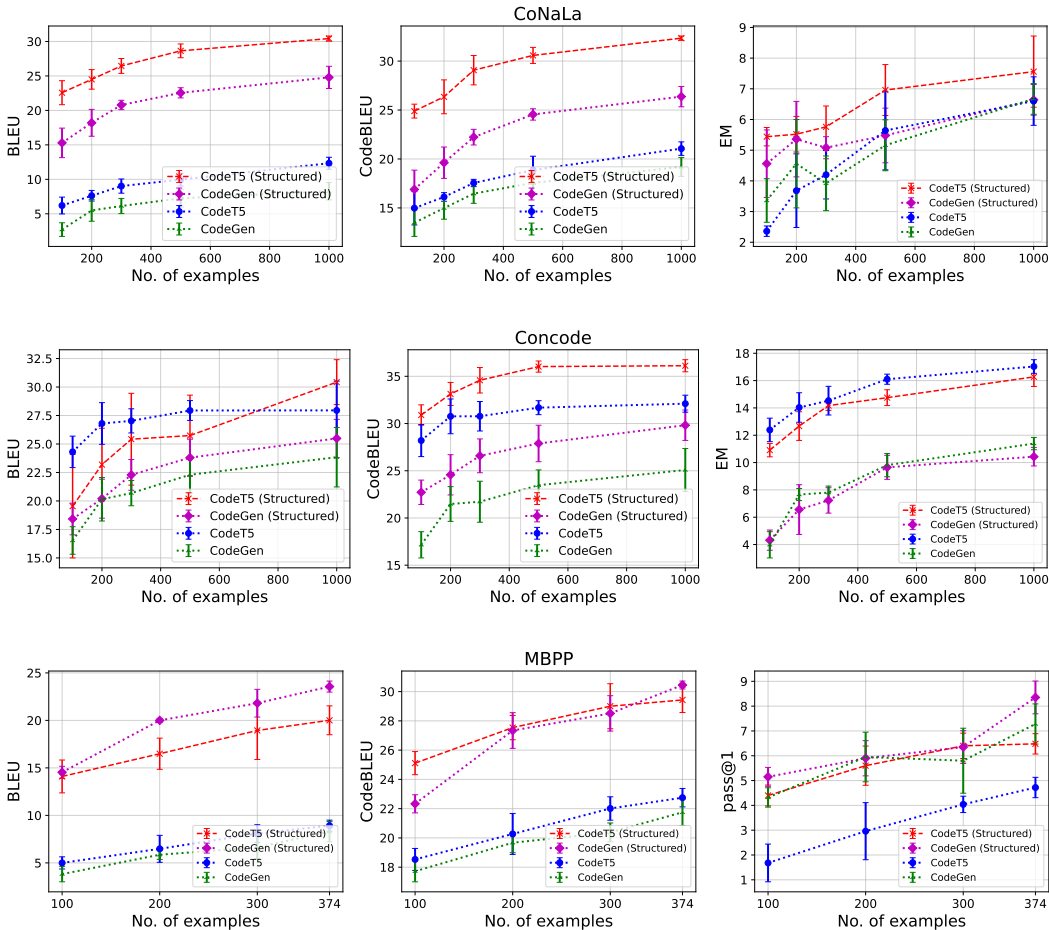 CoNaLa
BLEU
30
25
20
15
10
5
200
400
600
800
1000
No. of examples
CodeT5 (Structured)
CodeGen (Structured)
CodeT5
CodeGen
CodeBLEU
30
25
20
15
200
400
600
800
1000
No. of examples
CodeT5 (Structured)
CodeGen (Structured)
CodeT5
CodeGen
EM
9
8
7
6
5
4
3
2
200
400
600
800
1000
No. of examples
CodeT5 (Structured)
CodeGen (Structured)
CodeT5
CodeGen
Concode
BLEU
32.5
30.0
27.5
25.0
22.5
20.0
17.5
15.0
200
400
600
800
1000
No. of examples
CodeT5 (Structured)
CodeGen (Structured)
CodeT5
CodeGen
CodeBLEU
35
30
25
20
15
200
400
600
800
1000
No. of examples
CodeT5 (Structured)
CodeGen (Structured)
CodeT5
CodeGen
EM
18
16
14
12
10
8
6
4
200
400
600
800
1000
No. of examples
CodeT5 (Structured)
CodeGen (Structured)
CodeT5
CodeGen
MBPP
BLEU
25
20
15
10
5
100
200
300
374
No. of examples
CodeT5 (Structured)
CodeGen (Structured)
CodeT5
CodeGen
CodeBLEU
30
28
26
24
22
20
18
100
200
300
374
No. of examples
CodeT5 (Structured)
CodeGen (Structured)
CodeT5
CodeGen
pass@1
9
8
7
6
5
4
3
2
1
100
200
300
374
No. of examples
CodeT5 (Structured)
CodeGen (Structured)
CodeT5
CodeGen